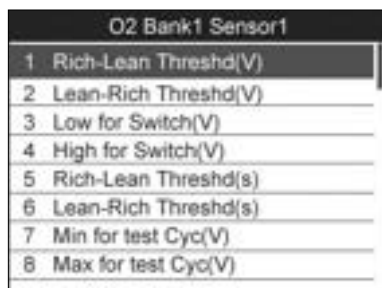 O2 Bank1 Sensor1
1 Rich-Lean Threshd(V)
2 Lean-Rich Threshd(V)
3 Low for Switch(V)
4 High for Switch(V)
5 Rich-Lean Threshd(s)
6 Lean-Rich Threshd(s)
7 Min for test Cyc(V)
8 Max for test Cyc(V)